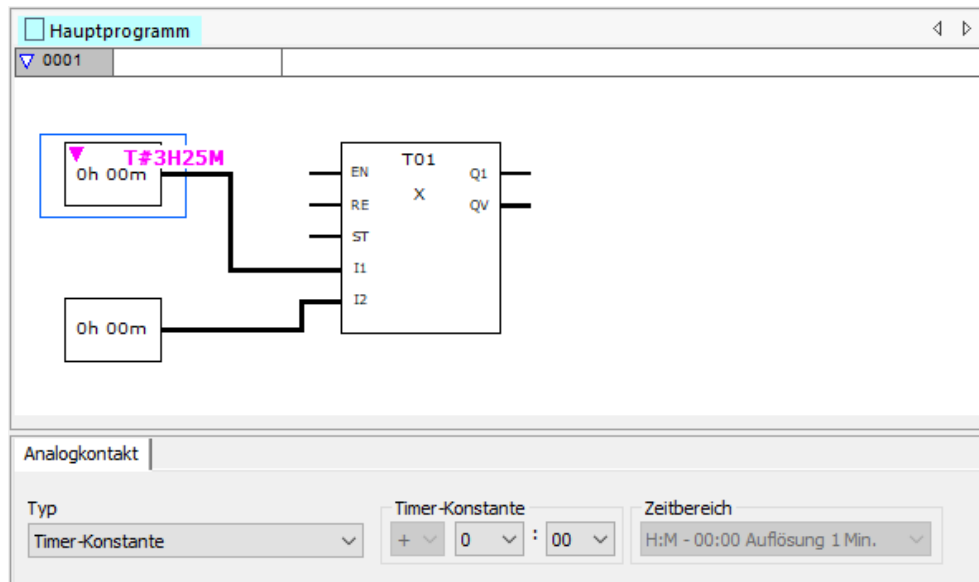 Hauptprogramm
0001
T#3H25M
0h 00m
T01
X
EN
RE
ST
I1
I2
Q1
QV
0h 00m
Analogkontakt
Typ
Timer-Konstante
Timer-Konstante
+ 0 : 00
Zeitbereich
H:M - 00:00 Auflösung 1 Min.